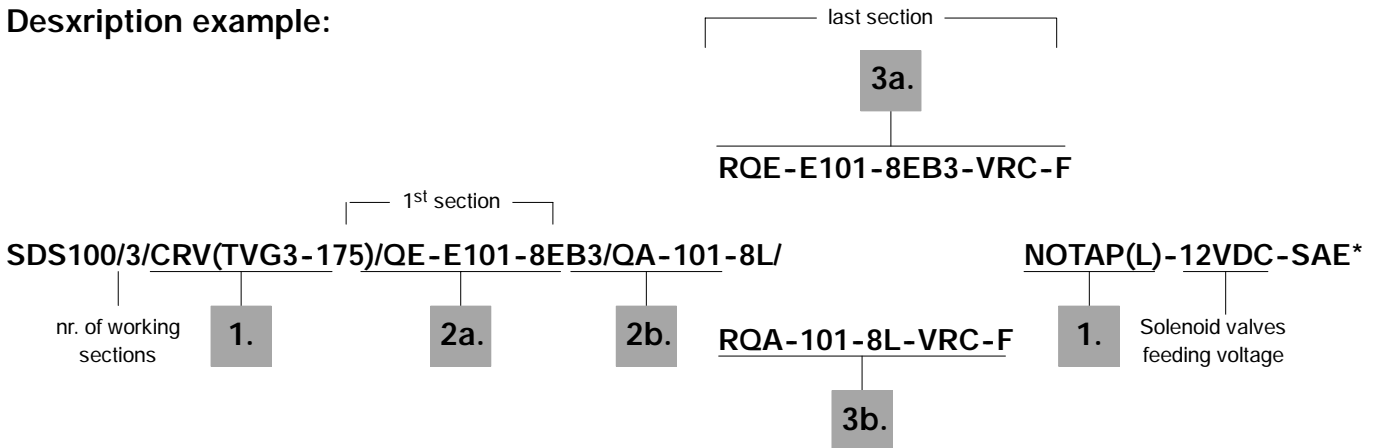 Desxription example:
last section
3a.
RQE-E101-8EB3-VRC-F
1st section
SDS100/3/CRV(TVG3-175)/QE-E101-8EB3/QA-101-8L/ NOTAP(L)-12VDC-SAE*
nr. of working
sections
1.
2a.
2b.
RQA-101-8L-VRC-F
3b.
1.
Solenoid valves
feeding voltage